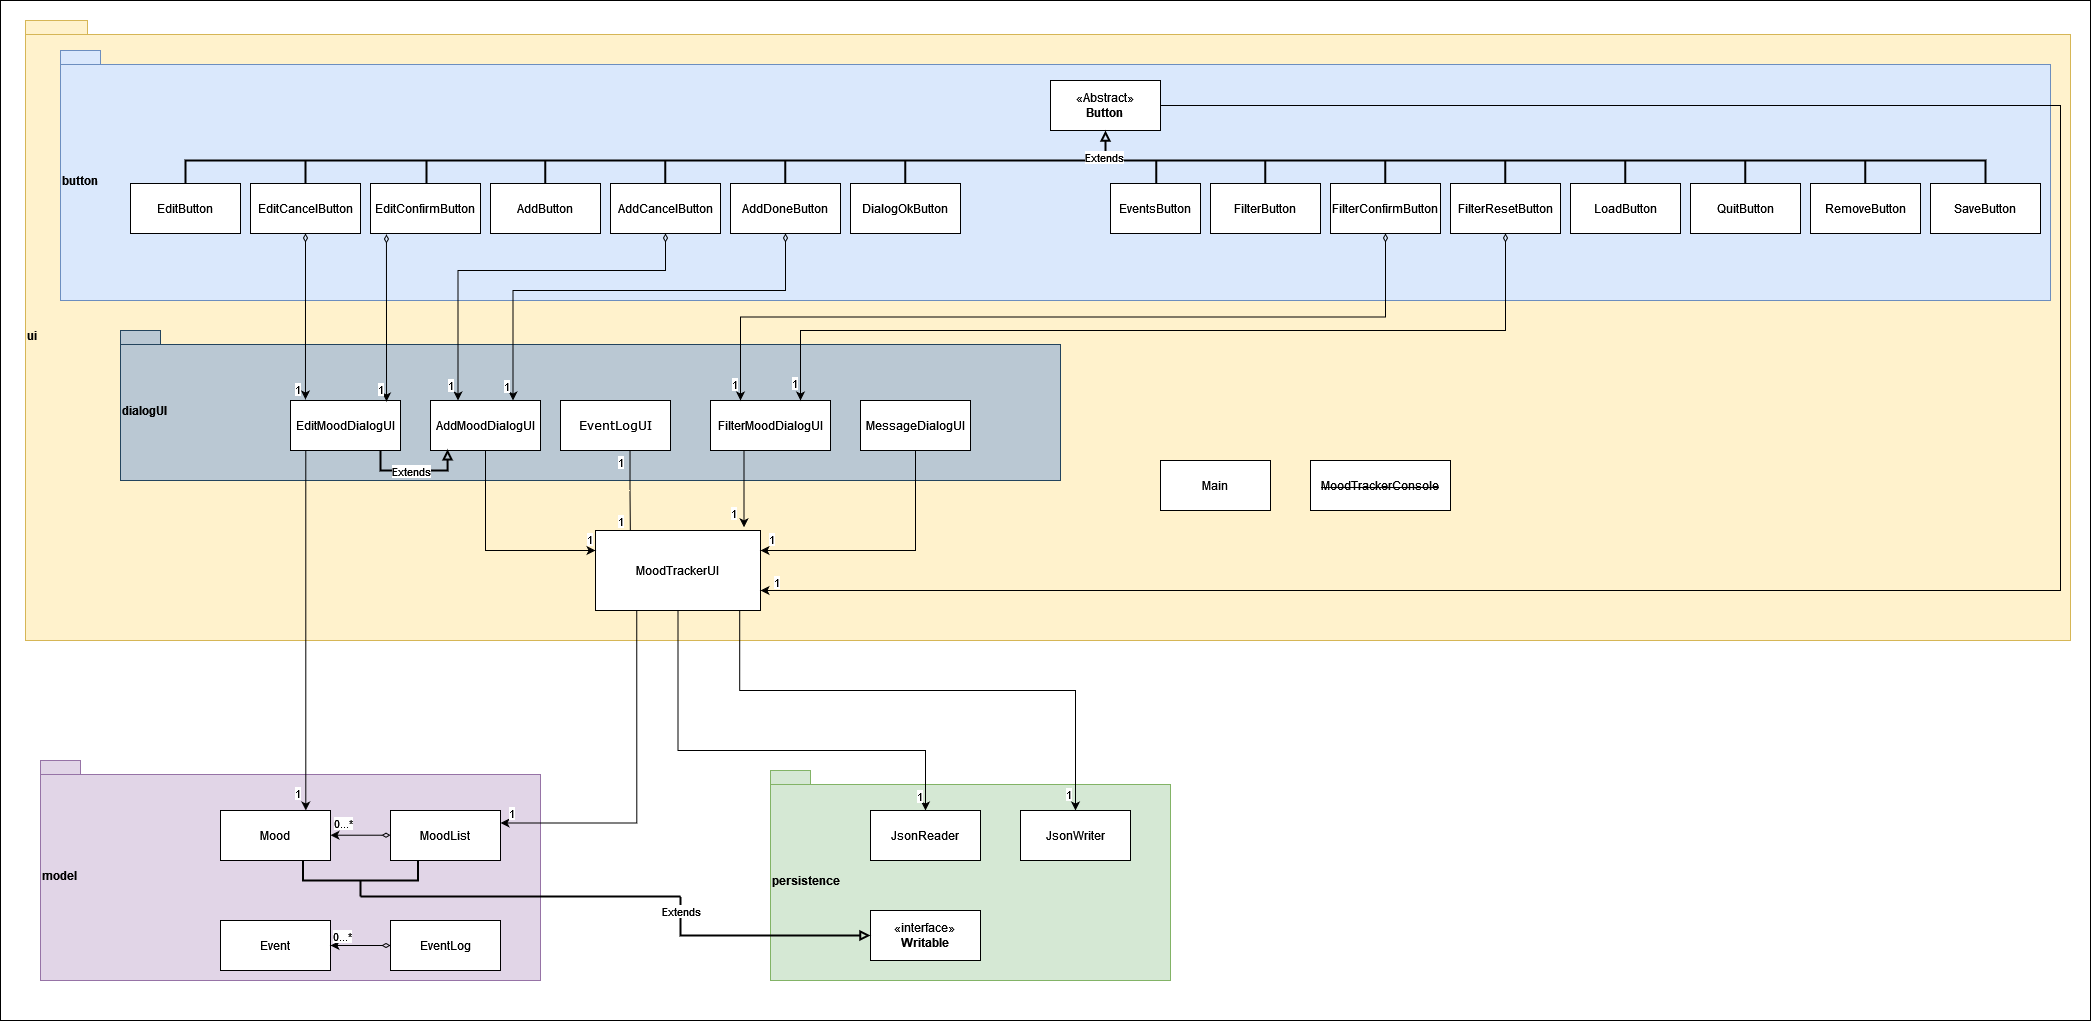 «Abstract»
Button
Extends
button
EditButton
EditCancelButton
EditConfirmButton
AddButton
AddCancelButton
AddDoneButton
DialogOkButton
EventsButton
FilterButton
FilterConfirmButton
FilterResetButton
LoadButton
QuitButton
RemoveButton
SaveButton
ui
dialogUI
1
1
1
1
1
1
EditMoodDialogUI
AddMoodDialogUI
EventLogUI
FilterMoodDialogUI
MessageDialogUI
Extends
1
Main
MoodTrackerConsole
1
1
1
1
MoodTrackerUI
1
1
1
1
1
model
Mood
0...*
MoodList
JsonReader
JsonWriter
persistence
Extends
Event
0...*
EventLog
«interface»
Writable